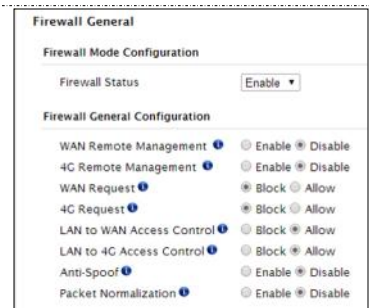 Firewall General
Firewall Mode Configuration
Firewall Status Enable
Firewall General Configuration
WAN Remote Management Enable Disable
4G Remote Management Enable Disable
WAN Request Block Allow
4G Request Block Allow
LAN to WAN Access Control Block Allow
LAN to 4G Access Control Block Allow
Anti-Spoof Enable Disable
Packet Normalization Enable Disable